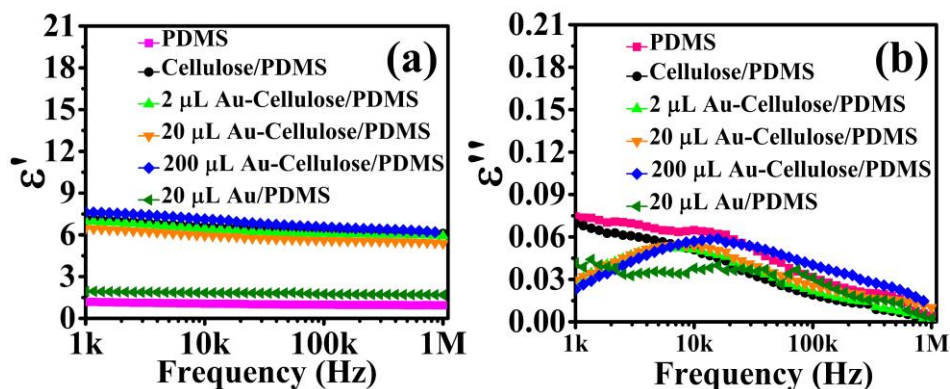 21
18
15
12
9
6
3
0
ε'
(a)
PDMS
Cellulose/PDMS
2 μL Au-Cellulose/PDMS
20 μL Au-Cellulose/PDMS
200 μL Au-Cellulose/PDMS
20 μL Au/PDMS
1k
10k
100k
1M
Frequency (Hz)
0.21
0.18
0.15
0.12
0.09
0.06
0.03
0.00
ε''
(b)
PDMS
Cellulose/PDMS
2 μL Au-Cellulose/PDMS
20 μL Au-Cellulose/PDMS
200 μL Au-Cellulose/PDMS
20 μL Au/PDMS
1k
10k
100k
1M
Frequency (Hz)